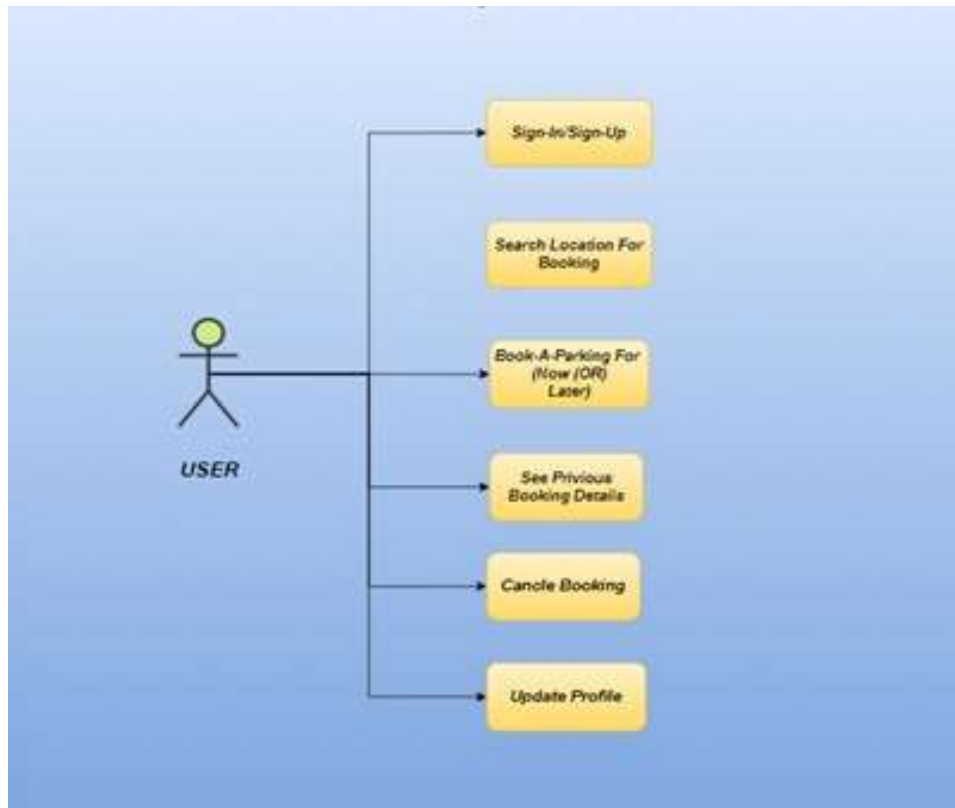 Sign-In/Sign-Up
Search Location For
Booking
Book-A-Parking For
(Now (OR)
Later)
USER
See Privious
Booking Details
Cancle Booking
Update Profile